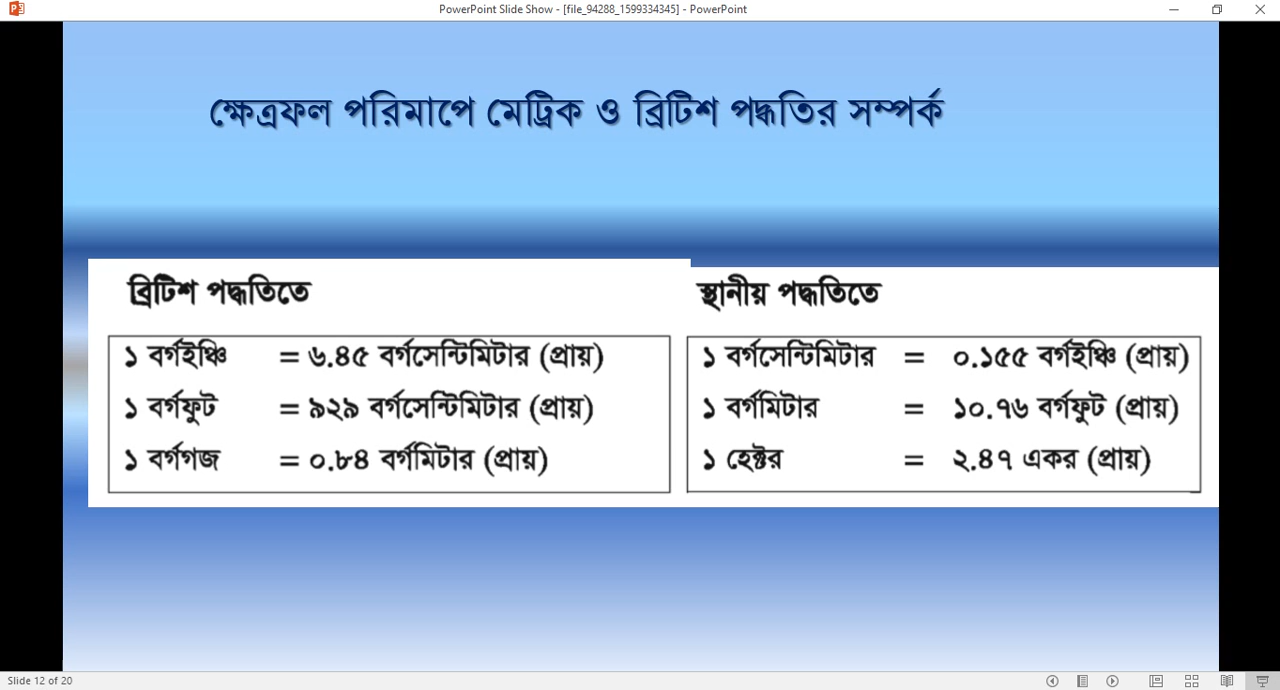 PowerPoint Slide Show - [file_94288_1599334345] - PowerPoint
ক্ষেত্রফল পরিমাপে মেট্রিক ও ব্রিটিশ পদ্ধতির সম্পর্ক
ব্রিটিশ পদ্ধতিতে
১ বর্গইঞ্চি = ৬.৪৫ বর্গসেন্টিমিটার (প্রায়)
১ বর্গফুট = ৯২৯ বর্গসেন্টিমিটার (প্রায়)
১ বর্গগজ = ০.৮৪ বর্গমিটার (প্রায়)
স্থানীয় পদ্ধতিতে
১ বর্গসেন্টিমিটার = ০.১৫৫ বর্গইঞ্চি (প্রায়)
১ বর্গমিটার = ১০.৭৬ বর্গফুট (প্রায়)
১ হেক্টর = ২.৪৭ একর (প্রায়)
Slide 12 of 20